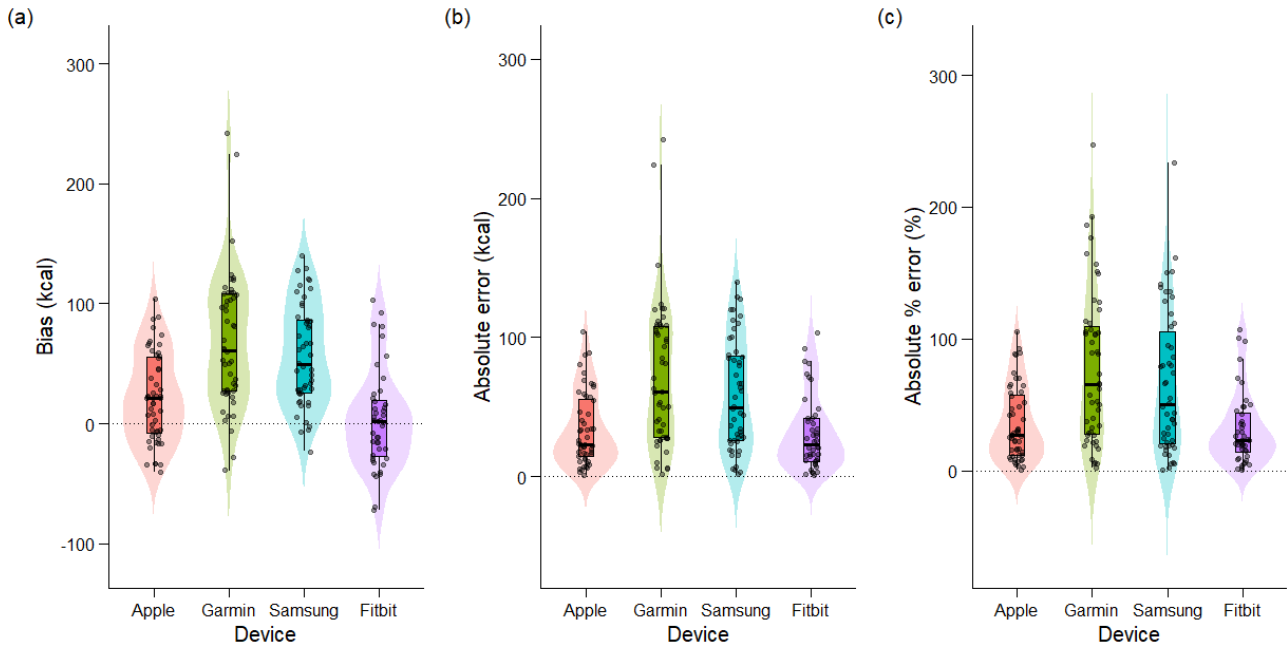 (a)
Bias (kcal)
300
200
100
0
-100
Apple Garmin Samsung Fitbit
Device
(b)
Absolute error (kcal)
300
200
100
0
Apple Garmin Samsung Fitbit
Device
(c)
Absolute % error (%)
300
200
100
0
Apple Garmin Samsung Fitbit
Device